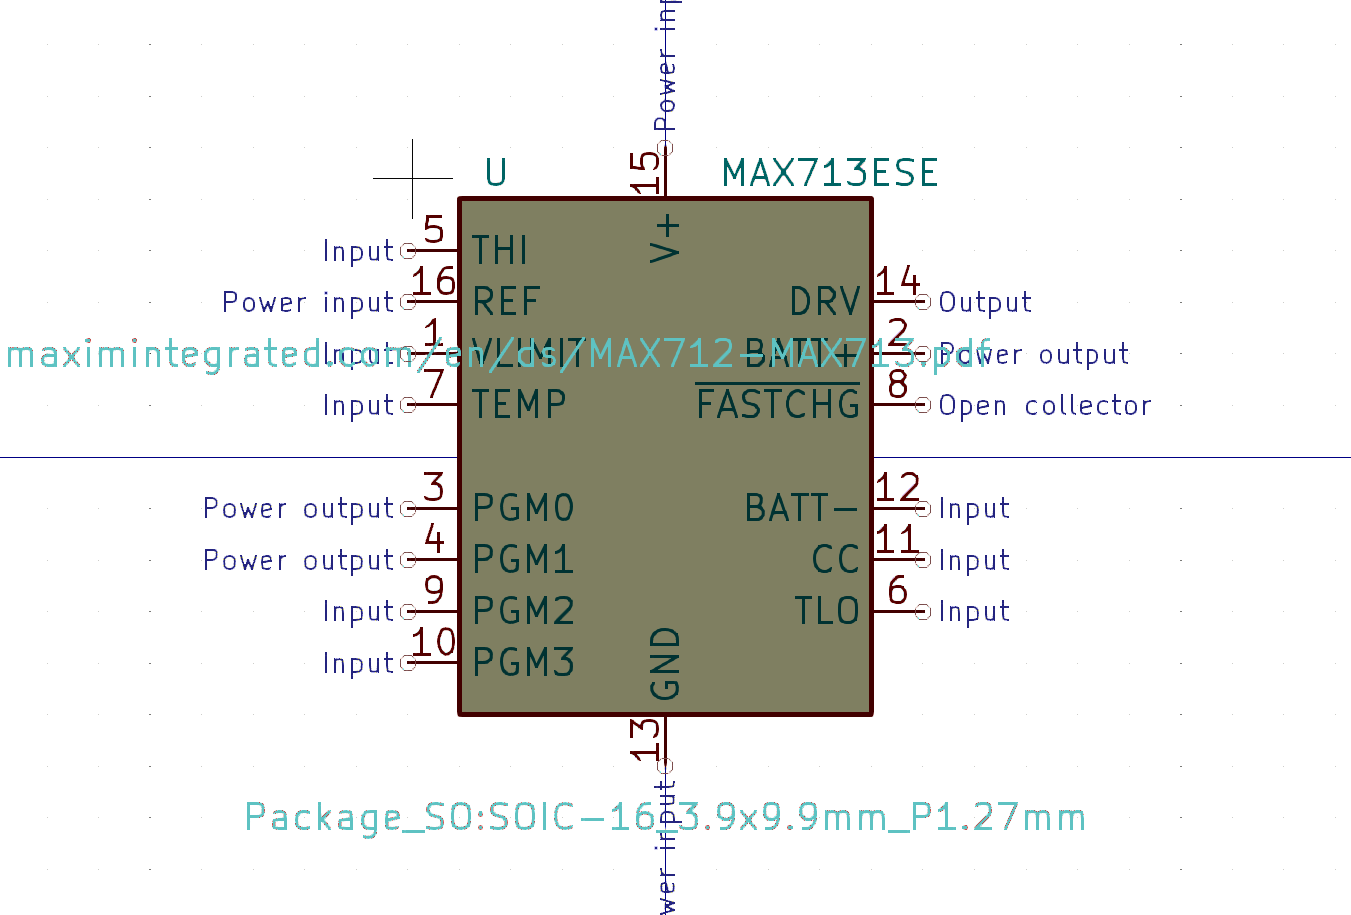 Power inp
15
U
MAX713ESE
V+
Input 5 THI
Power input 16 REF
DRV 14 Output
Input 1 VLIMIT
BATT+ 2 Power output
maximintegrated.com/en/ds/MAX712-MAX713.pdf
Input 7 TEMP
FASTCHG 8 Open collector
Power output 3 PGM0
BATT- 12 Input
Power output 4 PGM1
CC 11 Input
Input 9 PGM2
TLO 6 Input
Input 10 PGM3
GND
13
Package_SO:SOIC-16_3.9x9.9mm_P1.27mm
wer input